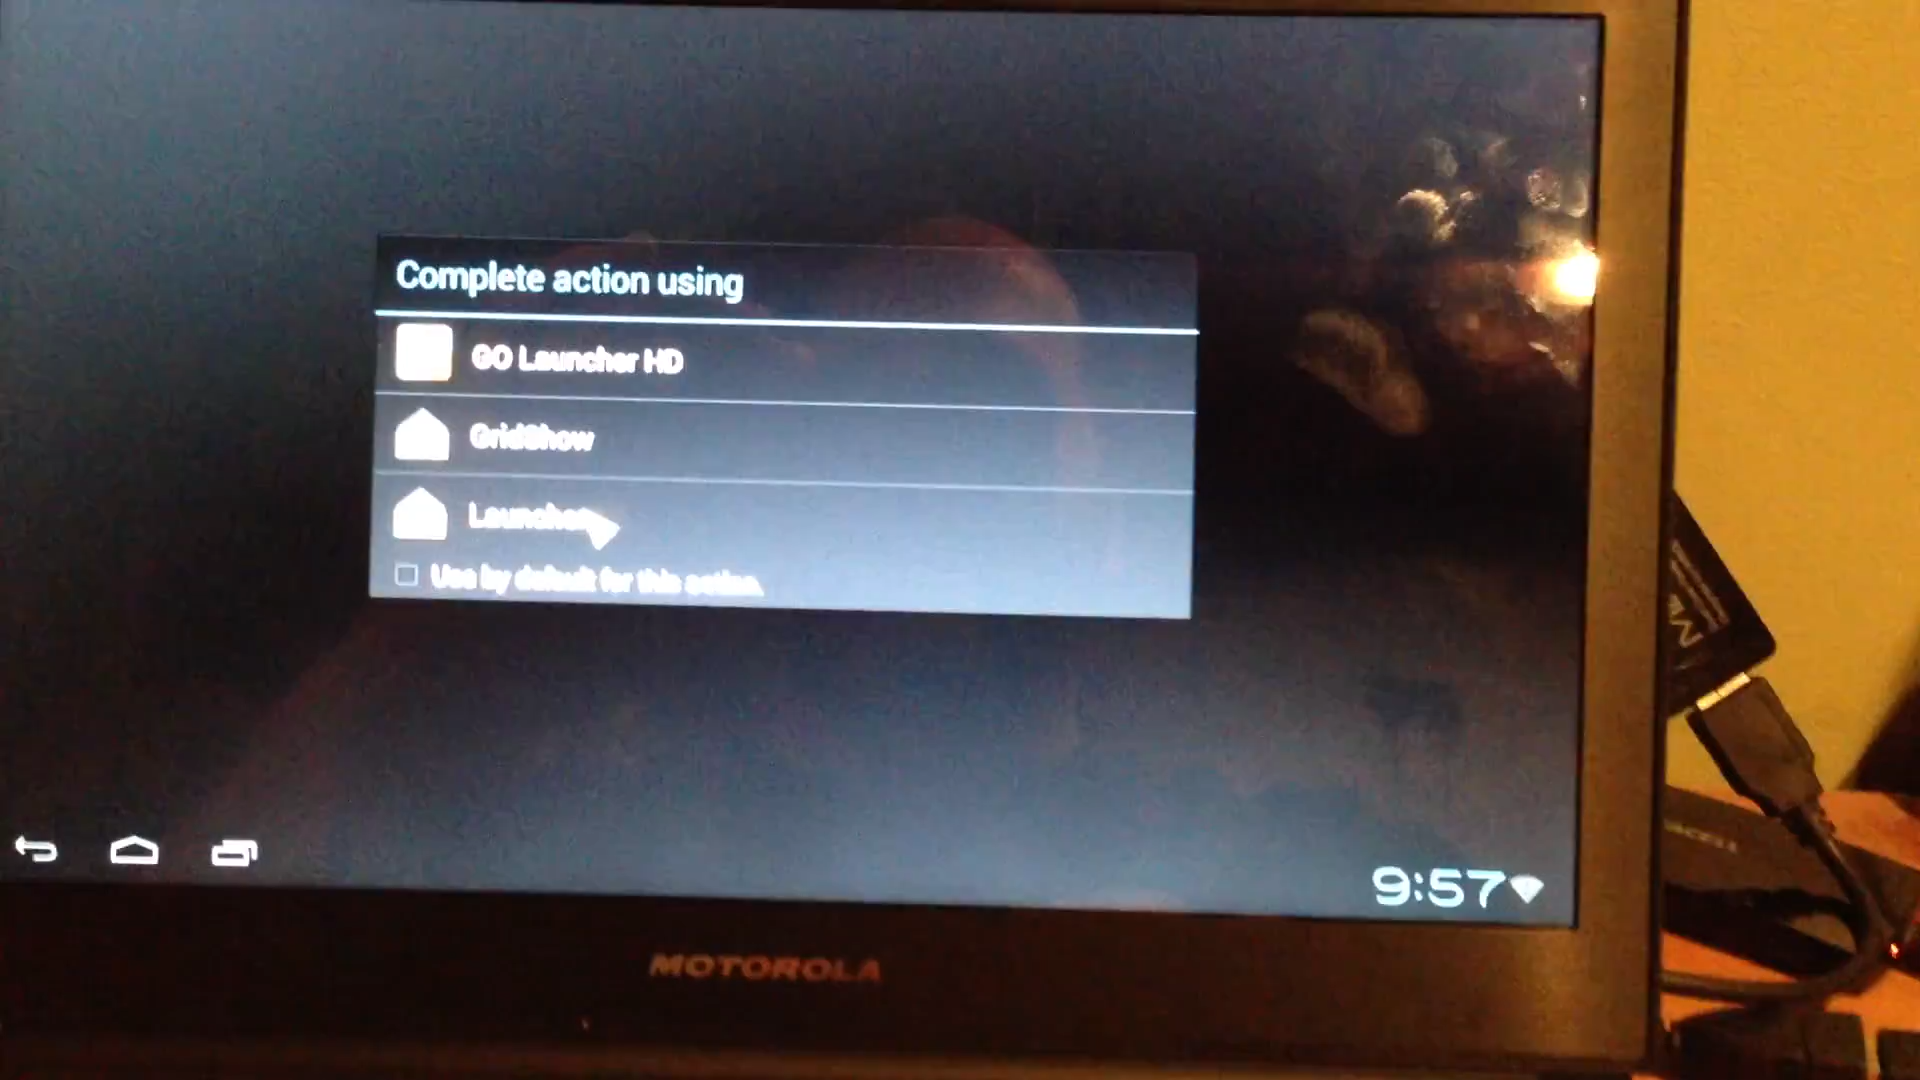 Complete action using
GO Launcher HD
GridShow
Launcher
Use by default for this action.
9:57
MOTOROLA